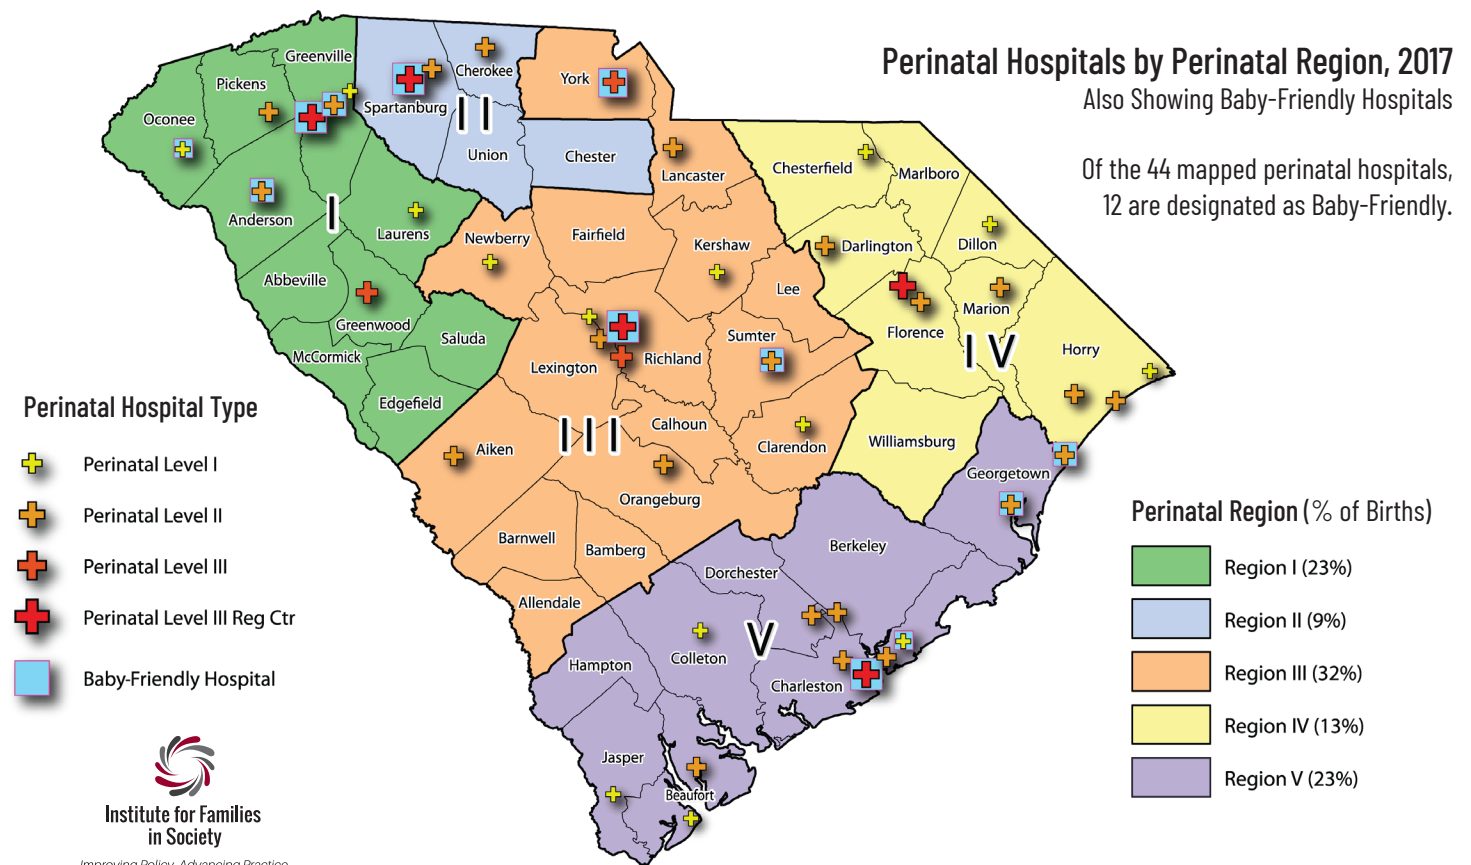 Perinatal Hospitals by Perinatal Region, 2017
Also Showing Baby-Friendly Hospitals
Of the 44 mapped perinatal hospitals,
12 are designated as Baby-Friendly.
Greenville
Pickens
Oconee
Anderson
I
Laurens
Abbeville
Greenwood
McCormick
Saluda
Edgefield
Cherokee
Spartanburg
II
Union
Chester
York
Lancaster
Newberry
Fairfield
Kershaw
Lee
Sumter
Lexington
Richland
III
Calhoun
Clarendon
Aiken
Orangeburg
Barnwell
Bamberg
Allendale
Chesterfield
Marlboro
Darlington
Dillon
Marion
Florence
IV
Horry
Williamsburg
Georgetown
Berkeley
Dorchester
V
Colleton
Hampton
Charleston
Jasper
Beaufort
Perinatal Hospital Type
Perinatal Level I
Perinatal Level II
Perinatal Level III
Perinatal Level III Reg Ctr
Baby-Friendly Hospital
Perinatal Region (% of Births)
Region I (23%)
Region II (9%)
Region III (32%)
Region IV (13%)
Region V (23%)
Institute for Families
in Society
Improving Policy. Advancing Practice.